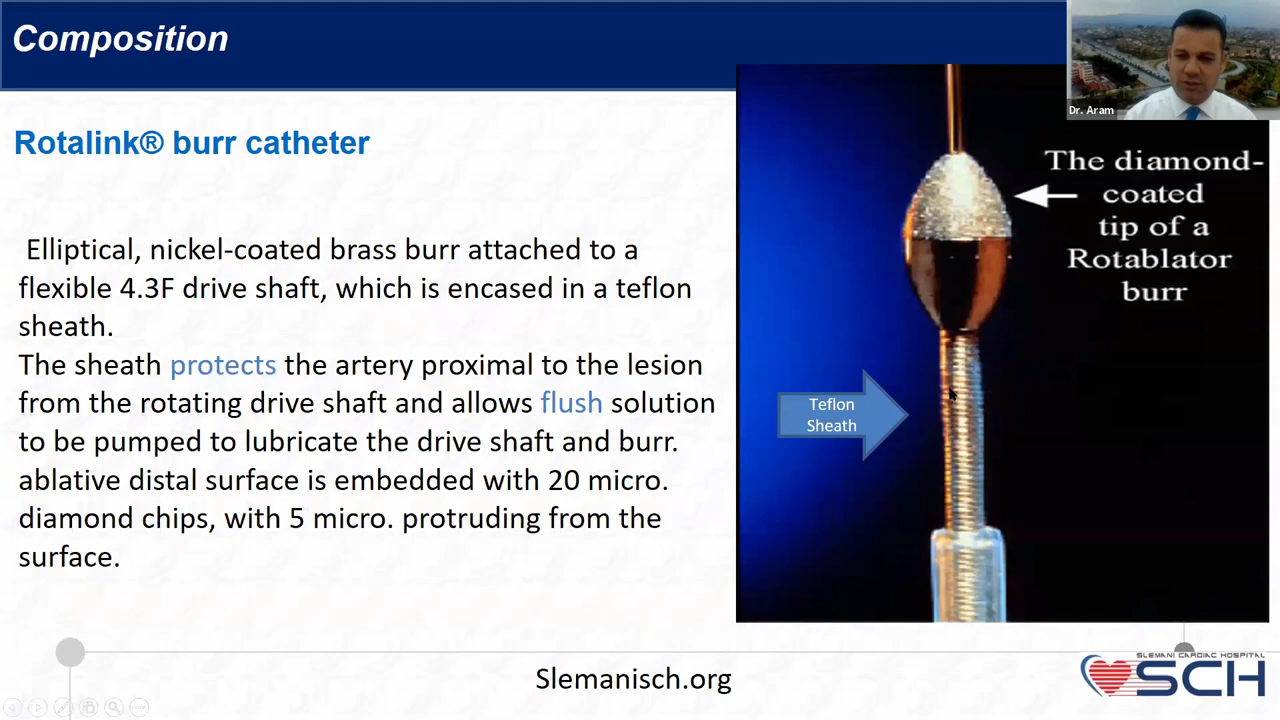 Composition
Dr. Aram
Rotalink® burr catheter
The diamond-
coated
tip of a
Rotablator
burr
Elliptical, nickel-coated brass burr attached to a
flexible 4.3F drive shaft, which is encased in a teflon
sheath.
The sheath protects the artery proximal to the lesion
from the rotating drive shaft and allows flush solution
to be pumped to lubricate the drive shaft and burr.
ablative distal surface is embedded with 20 micro.
diamond chips, with 5 micro. protruding from the
surface.
Teflon
Sheath
Slemanisch.org
SLEMANI CARDIAC HOSPITAL
SCH